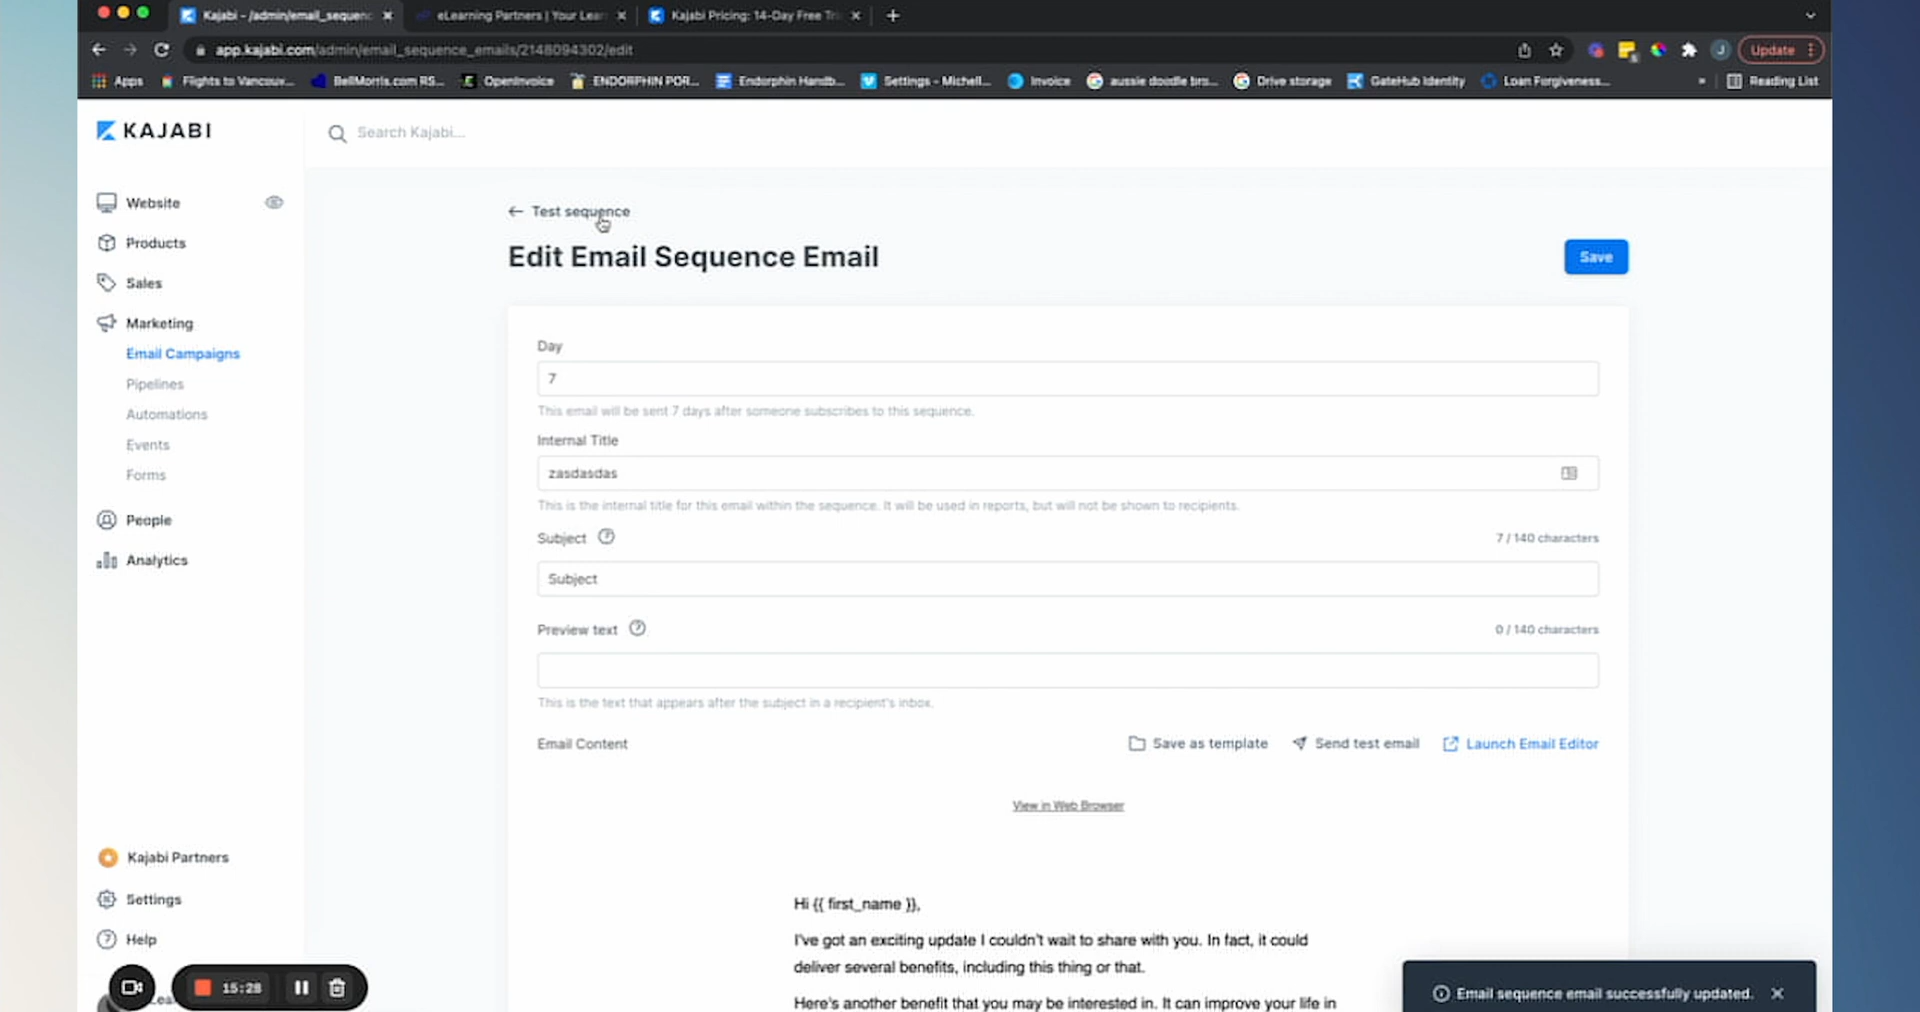 Kajabi - /admin/email_sequenc
eLearning Partners | Your Lear
Kajabi Pricing: 14-Day Free Tri
app.kajabi.com/admin/email_sequence_emails/2148094302/edit
Update
Apps
Flights to Vancouv...
BellMorris.com RS...
OpenInvoice
ENDORPHIN POR...
Endorphin Handb...
Settings - Michell...
Invoice
aussie doodle bro...
Drive storage
GateHub Identity
Loan Forgiveness...
»
Reading List
KAJABI
Search Kajabi...
Website
Products
Sales
Marketing
Email Campaigns
Pipelines
Automations
Events
Forms
People
Analytics
Kajabi Partners
Settings
Help
15:28
← Test sequence
Edit Email Sequence Email
Save
Day
7
This email will be sent 7 days after someone subscribes to this sequence.
Internal Title
zasdasdas
This is the internal title for this email within the sequence. It will be used in reports, but will not be shown to recipients.
Subject
7 / 140 characters
Subject
Preview text
0 / 140 characters
This is the text that appears after the subject in a recipient's inbox.
Email Content
Save as template
Send test email
Launch Email Editor
View in Web Browser
Hi {{ first_name }},
I've got an exciting update I couldn't wait to share with you. In fact, it could
deliver several benefits, including this thing or that.
Here's another benefit that you may be interested in. It can improve your life in
Email sequence email successfully updated.